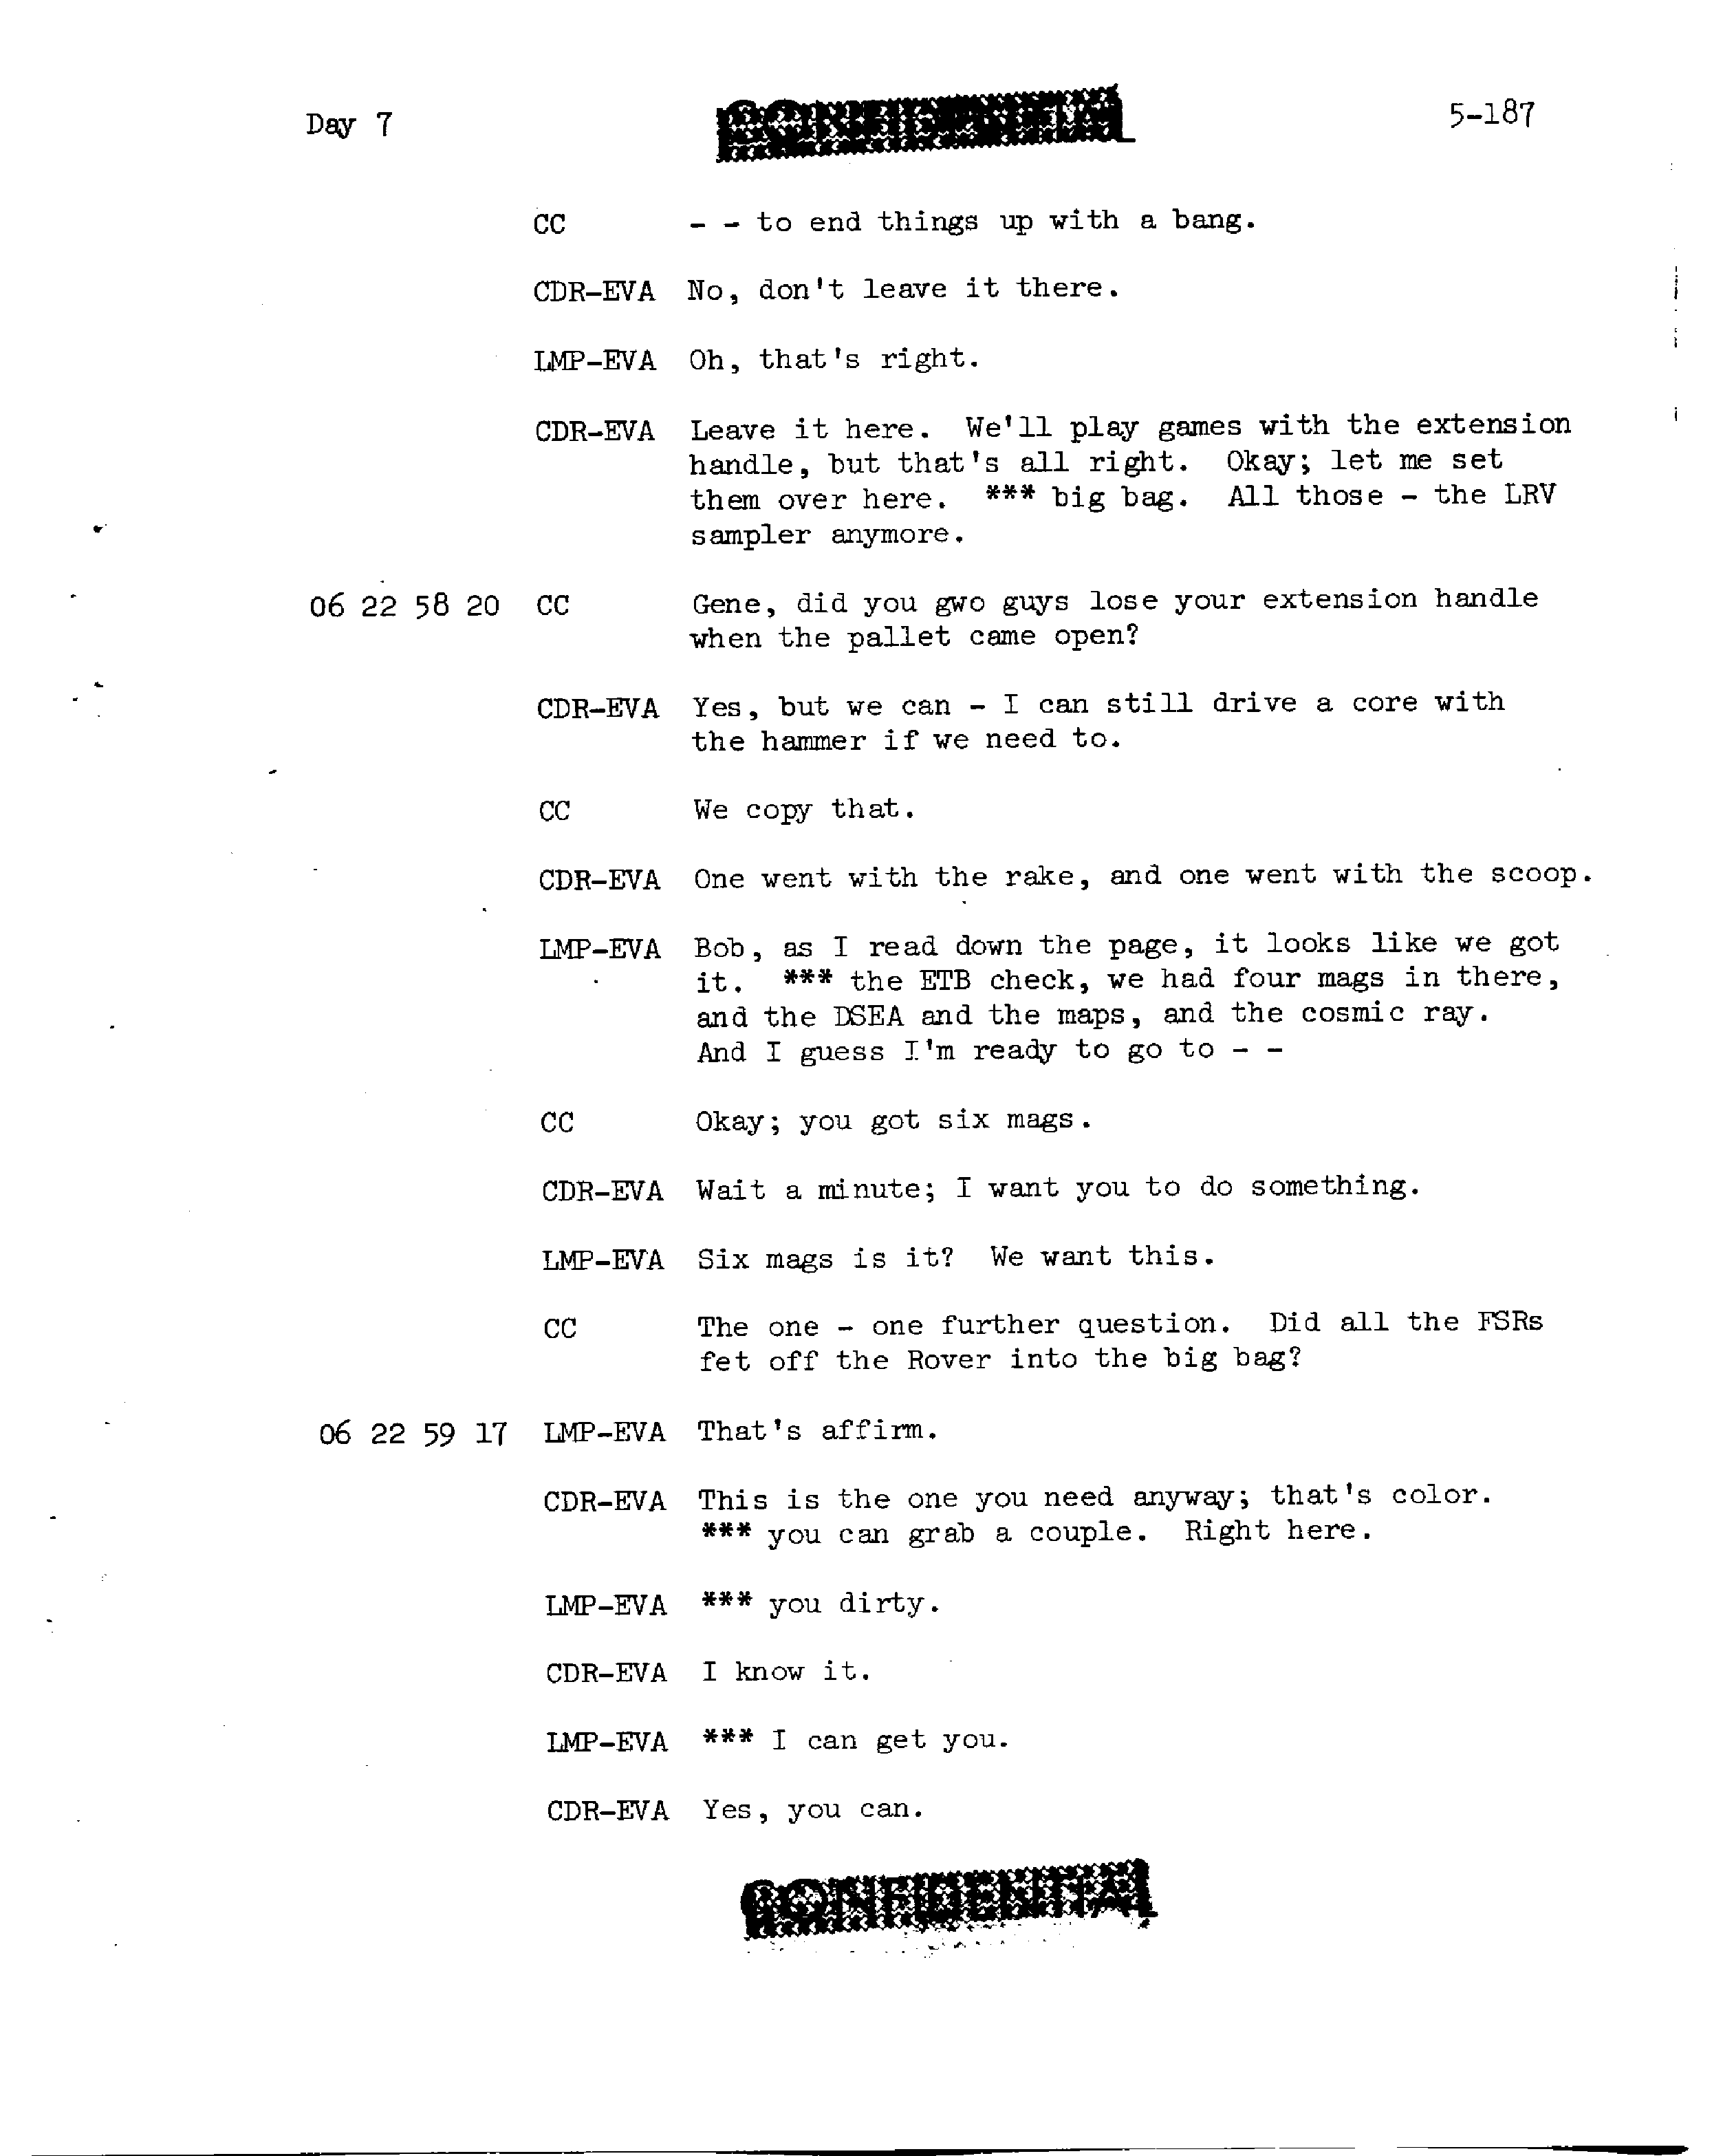 Day 7
CONFIDENTIAL
5-187
CC - - to end things up with a bang.
CDR-EVA No, don't leave it there.
LMP-EVA Oh, that's right.
CDR-EVA Leave it here. We'll play games with the extension
handle, but that's all right. Okay; let me set
them over here. *** big bag. All those - the LRV
sampler anymore.
06 22 58 20 CC Gene, did you gwo guys lose your extension handle
when the pallet came open?
CDR-EVA Yes, but we can - I can still drive a core with
the hammer if we need to.
CC We copy that.
CDR-EVA One went with the rake, and one went with the scoop.
LMP-EVA Bob, as I read down the page, it looks like we got
it. *** the ETB check, we had four mags in there,
and the DSEA and the maps, and the cosmic ray.
And I guess I'm ready to go to - -
CC Okay; you got six mags.
CDR-EVA Wait a minute; I want you to do something.
LMP-EVA Six mags is it? We want this.
CC The one - one further question. Did all the FSRs
fet off the Rover into the big bag?
06 22 59 17 LMP-EVA That's affirm.
CDR-EVA This is the one you need anyway; that's color.
*** you can grab a couple. Right here.
LMP-EVA *** you dirty.
CDR-EVA I know it.
LMP-EVA *** I can get you.
CDR-EVA Yes, you can.
CONFIDENTIAL